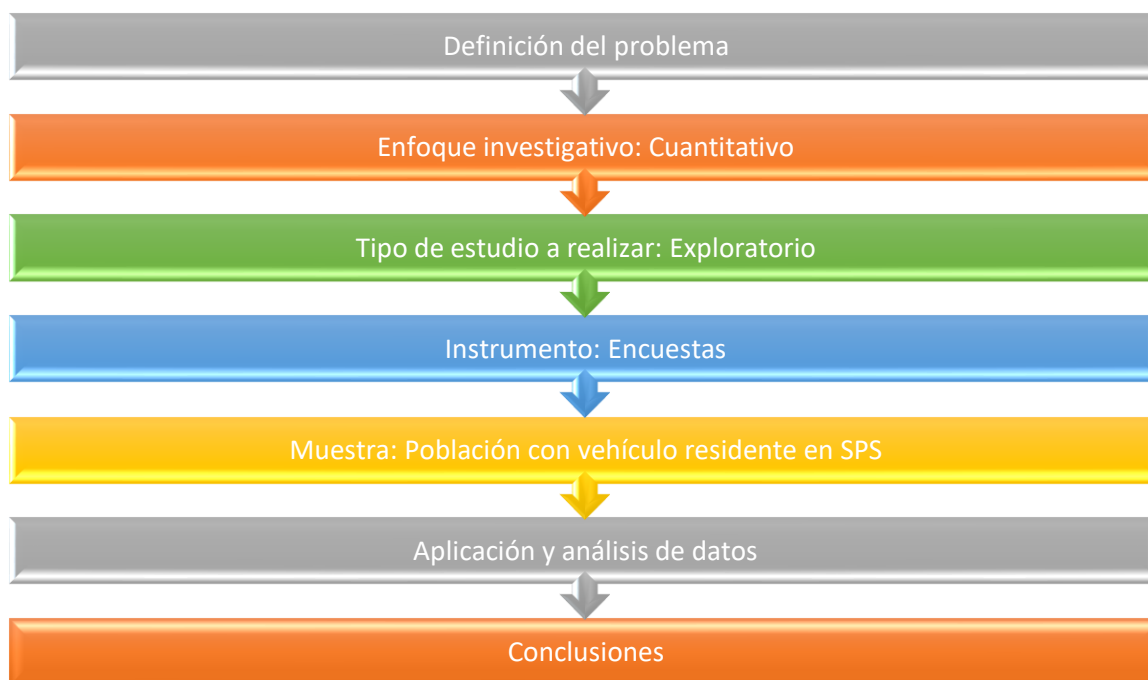 Definición del problema
Enfoque investigativo: Cuantitativo
Tipo de estudio a realizar: Exploratorio
Instrumento: Encuestas
Muestra: Población con vehículo residente en SPS
Aplicación y análisis de datos
Conclusiones